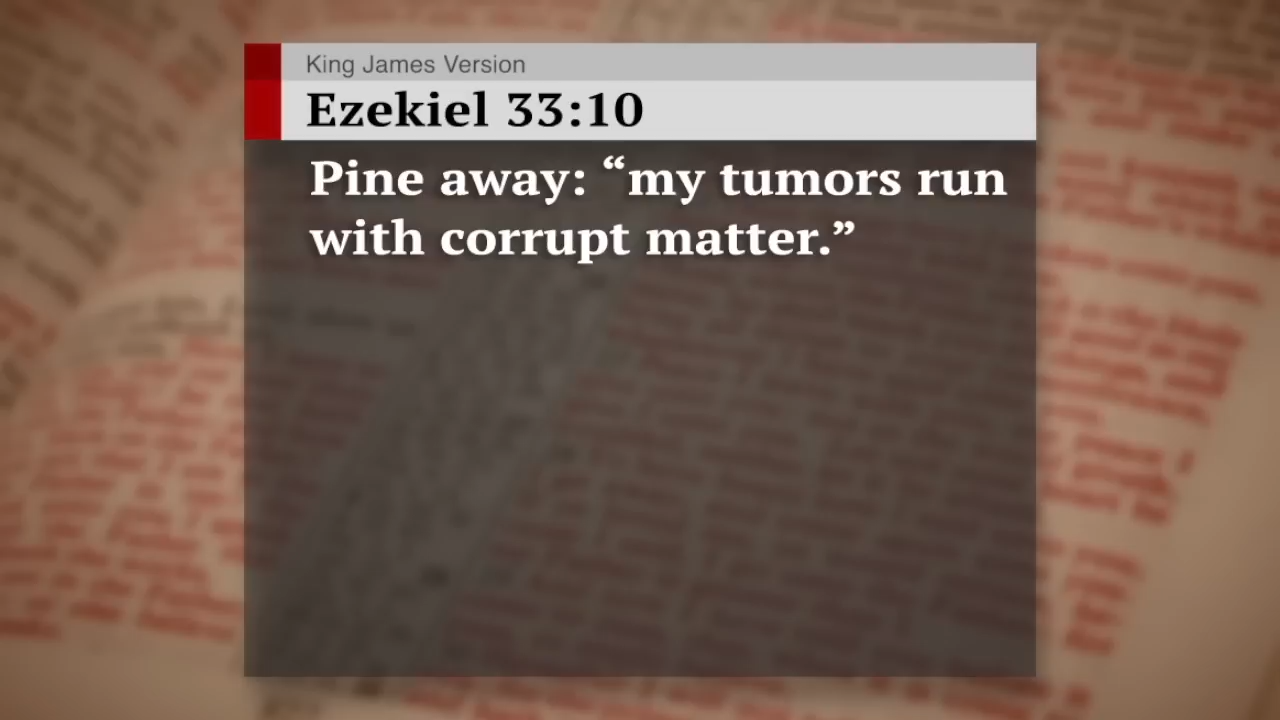 King James Version
Ezekiel 33:10
Pine away: “my tumors run
with corrupt matter.”